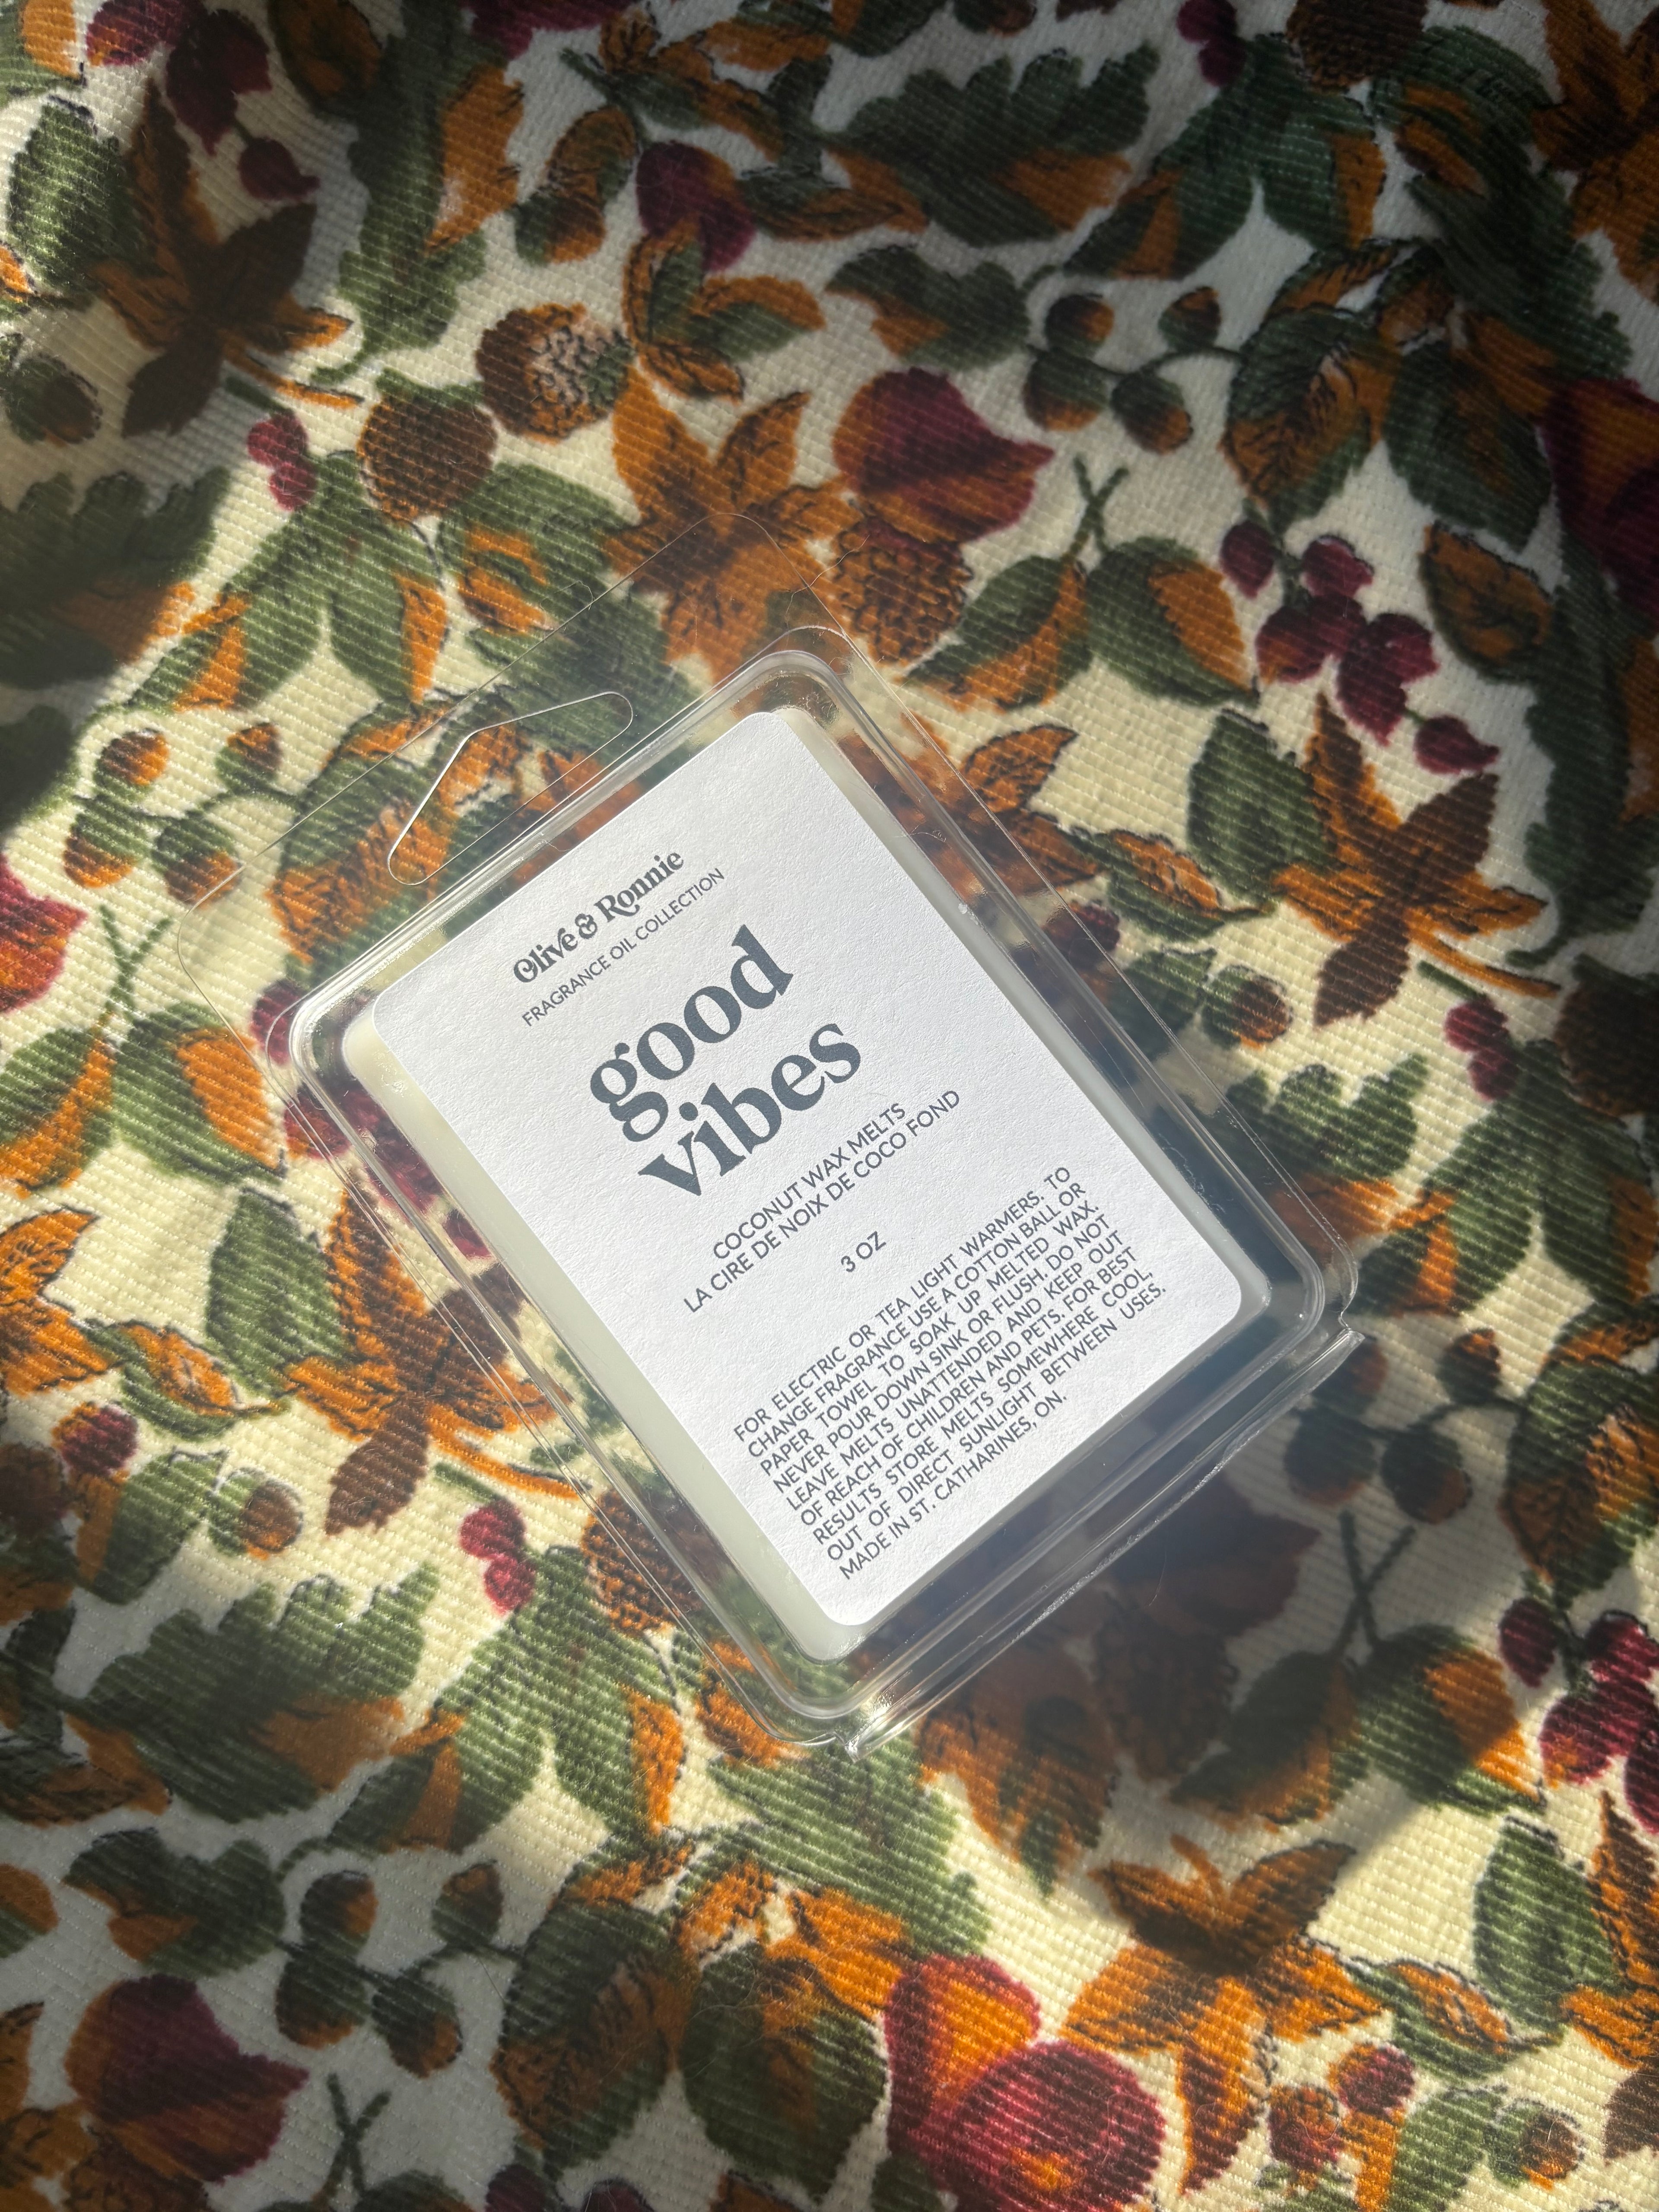 Olive & Ronnie
FRAGRANCE OIL COLLECTION
good
vibes
COCONUT WAX MELTS
LA CIRE DE NOIX DE COCO FOND
3 OZ
FOR ELECTRIC OR TEA LIGHT WARMERS. TO
CHANGE FRAGRANCE USE A COTTON BALL OR
PAPER TOWEL TO SOAK UP MELTED WAX.
NEVER POUR DOWN SINK OR FLUSH. DO NOT
LEAVE MELTS UNATTENDED AND KEEP OUT
OF REACH OF CHILDREN AND PETS. FOR BEST
RESULTS STORE MELTS SOMEWHERE COOL,
OUT OF DIRECT SUNLIGHT BETWEEN USES.
MADE IN ST. CATHARINES, ON.